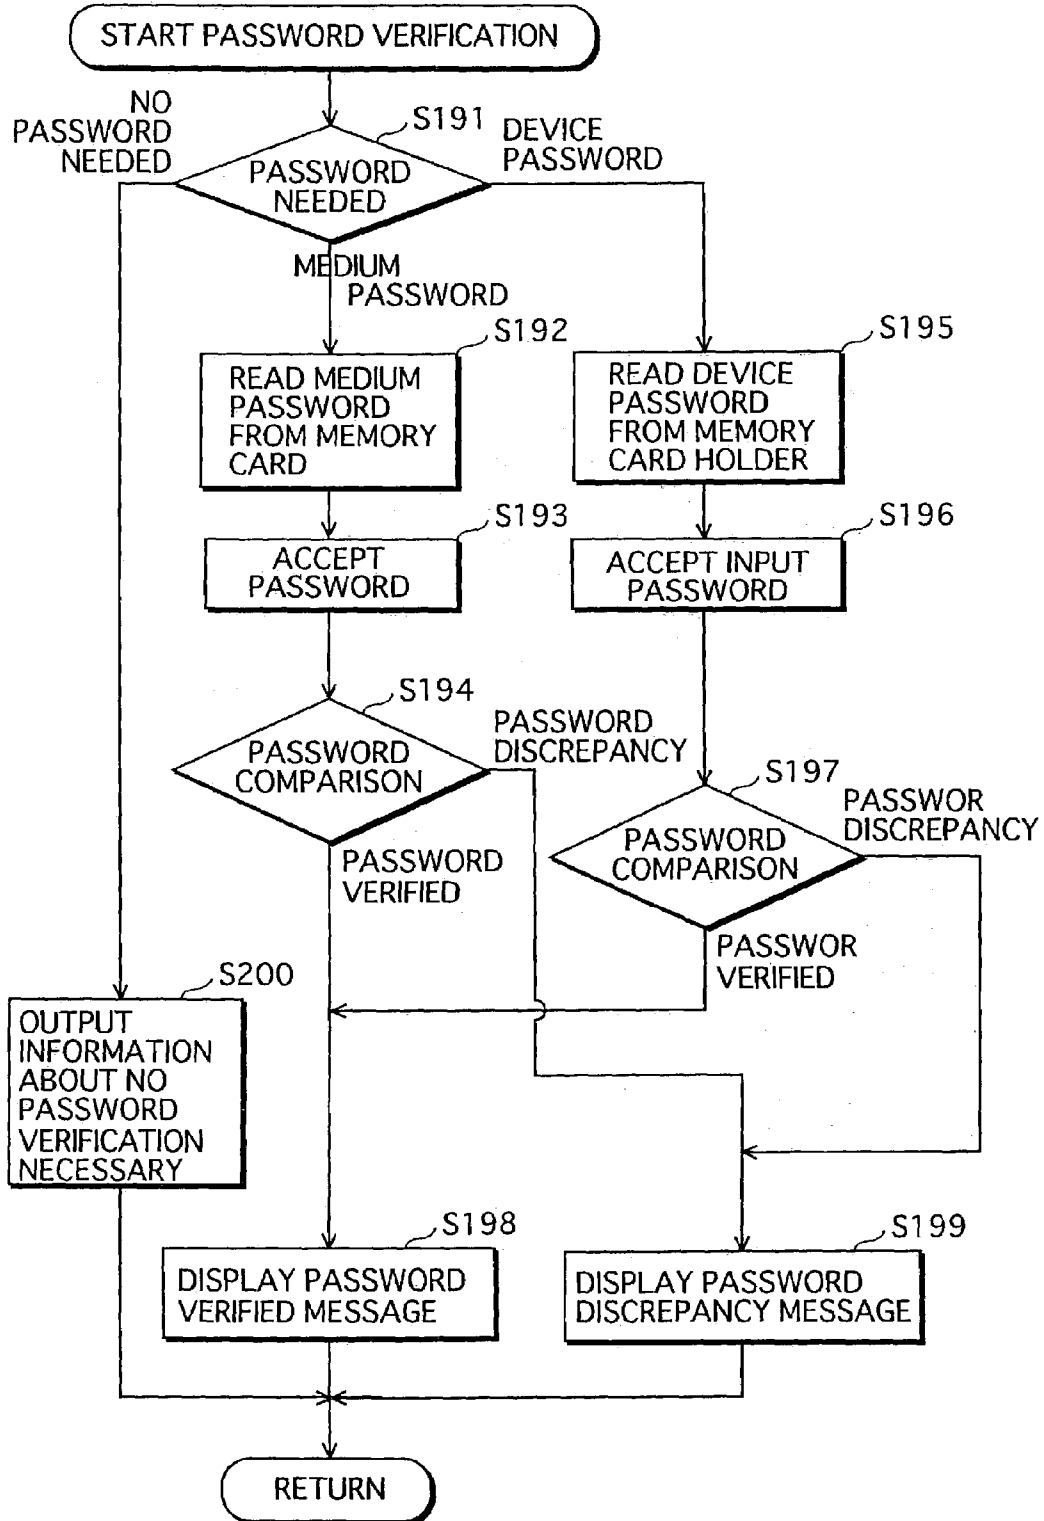 START PASSWORD VERIFICATION
NO
PASSWORD
NEEDED
S191
DEVICE
PASSWORD
PASSWORD
NEEDED
MEDIUM
PASSWORD
S192
READ MEDIUM
PASSWORD
FROM MEMORY
CARD
S195
READ DEVICE
PASSWORD
FROM MEMORY
CARD HOLDER
S193
ACCEPT
PASSWORD
S196
ACCEPT INPUT
PASSWORD
S194
PASSWORD
COMPARISON
PASSWORD
DISCREPANCY
PASSWORD
VERIFIED
S197
PASSWORD
COMPARISON
PASSWOR
DISCREPANCY
PASSWOR
VERIFIED
S200
OUTPUT
INFORMATION
ABOUT NO
PASSWORD
VERIFICATION
NECESSARY
S198
DISPLAY PASSWORD
VERIFIED MESSAGE
S199
DISPLAY PASSWORD
DISCREPANCY MESSAGE
RETURN